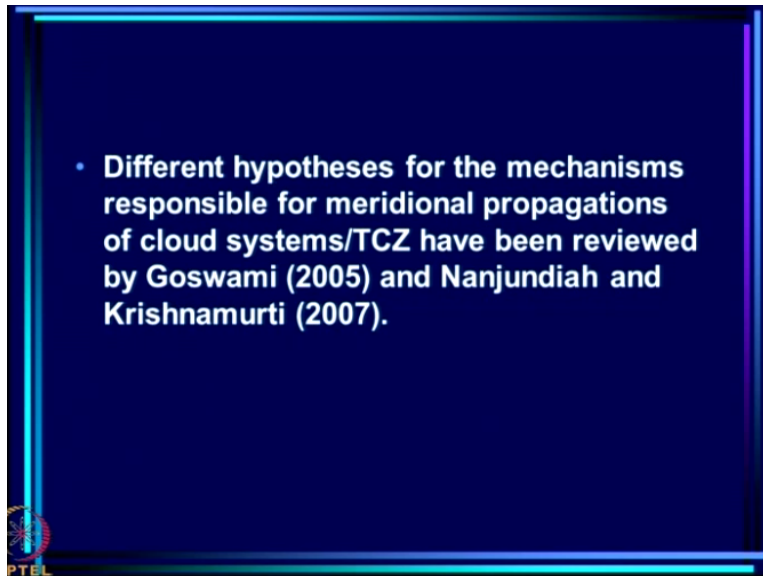 • Different hypotheses for the mechanisms
responsible for meridional propagations
of cloud systems/TCZ have been reviewed
by Goswami (2005) and Nanjundiah and
Krishnamurti (2007).
PTEL